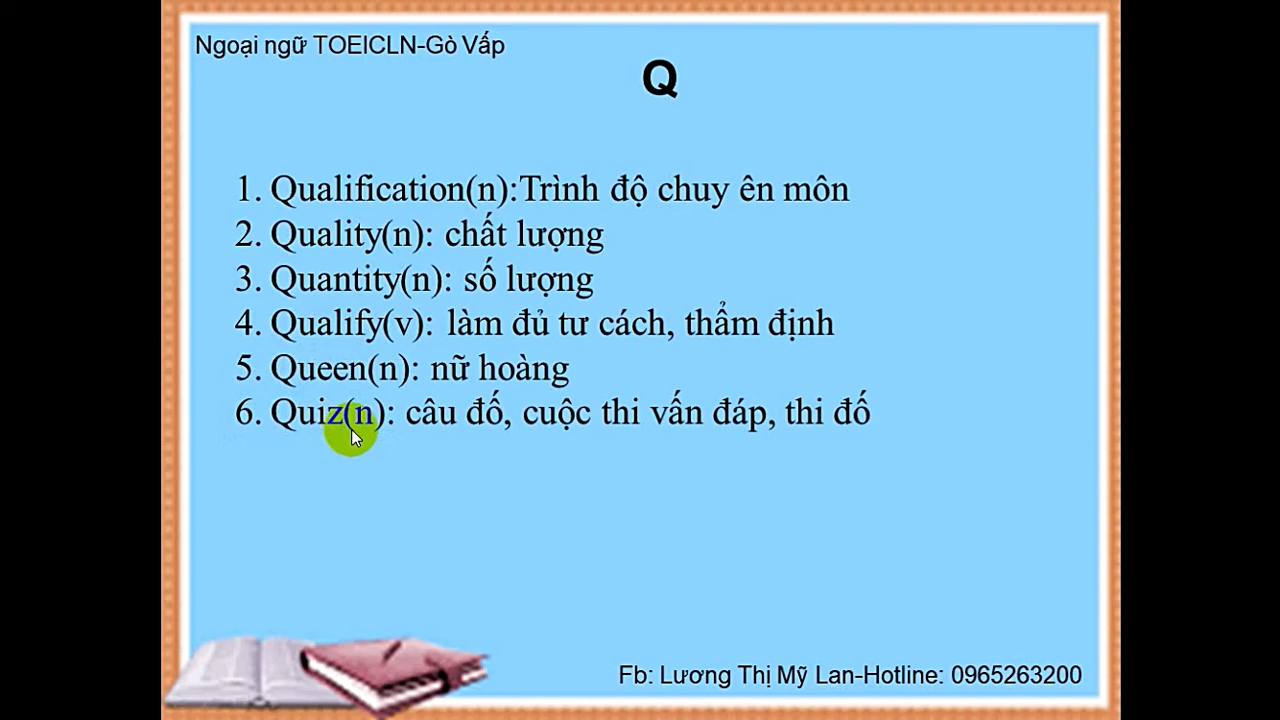 Ngoại ngữ TOEICLN-Gò Vấp
Q
1. Qualification(n):Trình độ chuy ên môn
2. Quality(n): chất lượng
3. Quantity(n): số lượng
4. Qualify(v): làm đủ tư cách, thẩm định
5. Queen(n): nữ hoàng
6. Quiz(n): câu đố, cuộc thi vấn đáp, thi đố
Fb: Lương Thị Mỹ Lan-Hotline: 0965263200